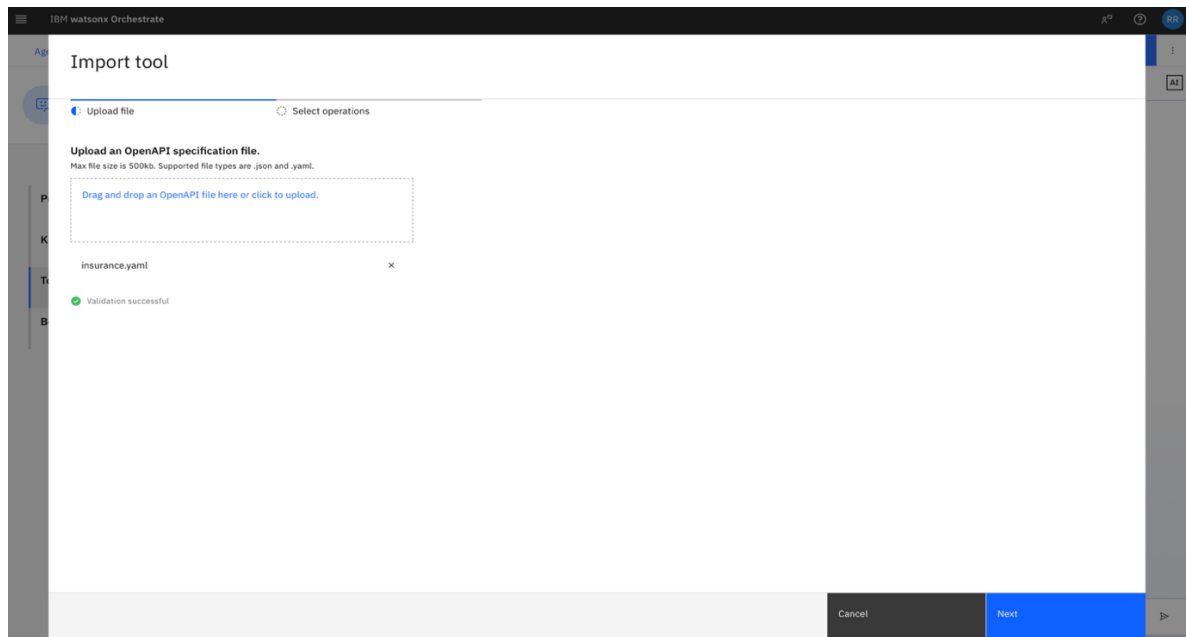 IBM watsonx Orchestrate
RR
Age
Import tool
AI
Upload file
Select operations
Upload an OpenAPI specification file.
Max file size is 500kb. Supported file types are .json and .yaml.
Drag and drop an OpenAPI file here or click to upload.
P
K
insurance.yaml
To
Validation successful
B
Cancel
Next